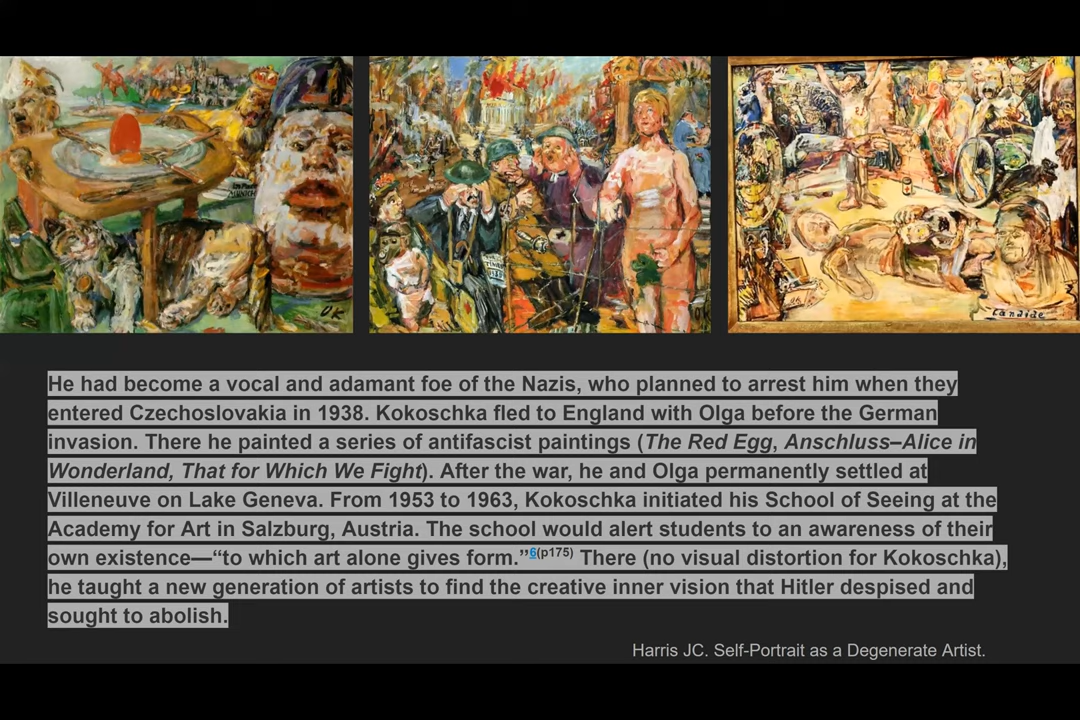 OK
OK
Candide
He had become a vocal and adamant foe of the Nazis, who planned to arrest him when they
entered Czechoslovakia in 1938. Kokoschka fled to England with Olga before the German
invasion. There he painted a series of antifascist paintings (The Red Egg, Anschluss–Alice in
Wonderland, That for Which We Fight). After the war, he and Olga permanently settled at
Villeneuve on Lake Geneva. From 1953 to 1963, Kokoschka initiated his School of Seeing at the
Academy for Art in Salzburg, Austria. The school would alert students to an awareness of their
own existence—“to which art alone gives form.”6(p175) There (no visual distortion for Kokoschka),
he taught a new generation of artists to find the creative inner vision that Hitler despised and
sought to abolish.
Harris JC. Self-Portrait as a Degenerate Artist.